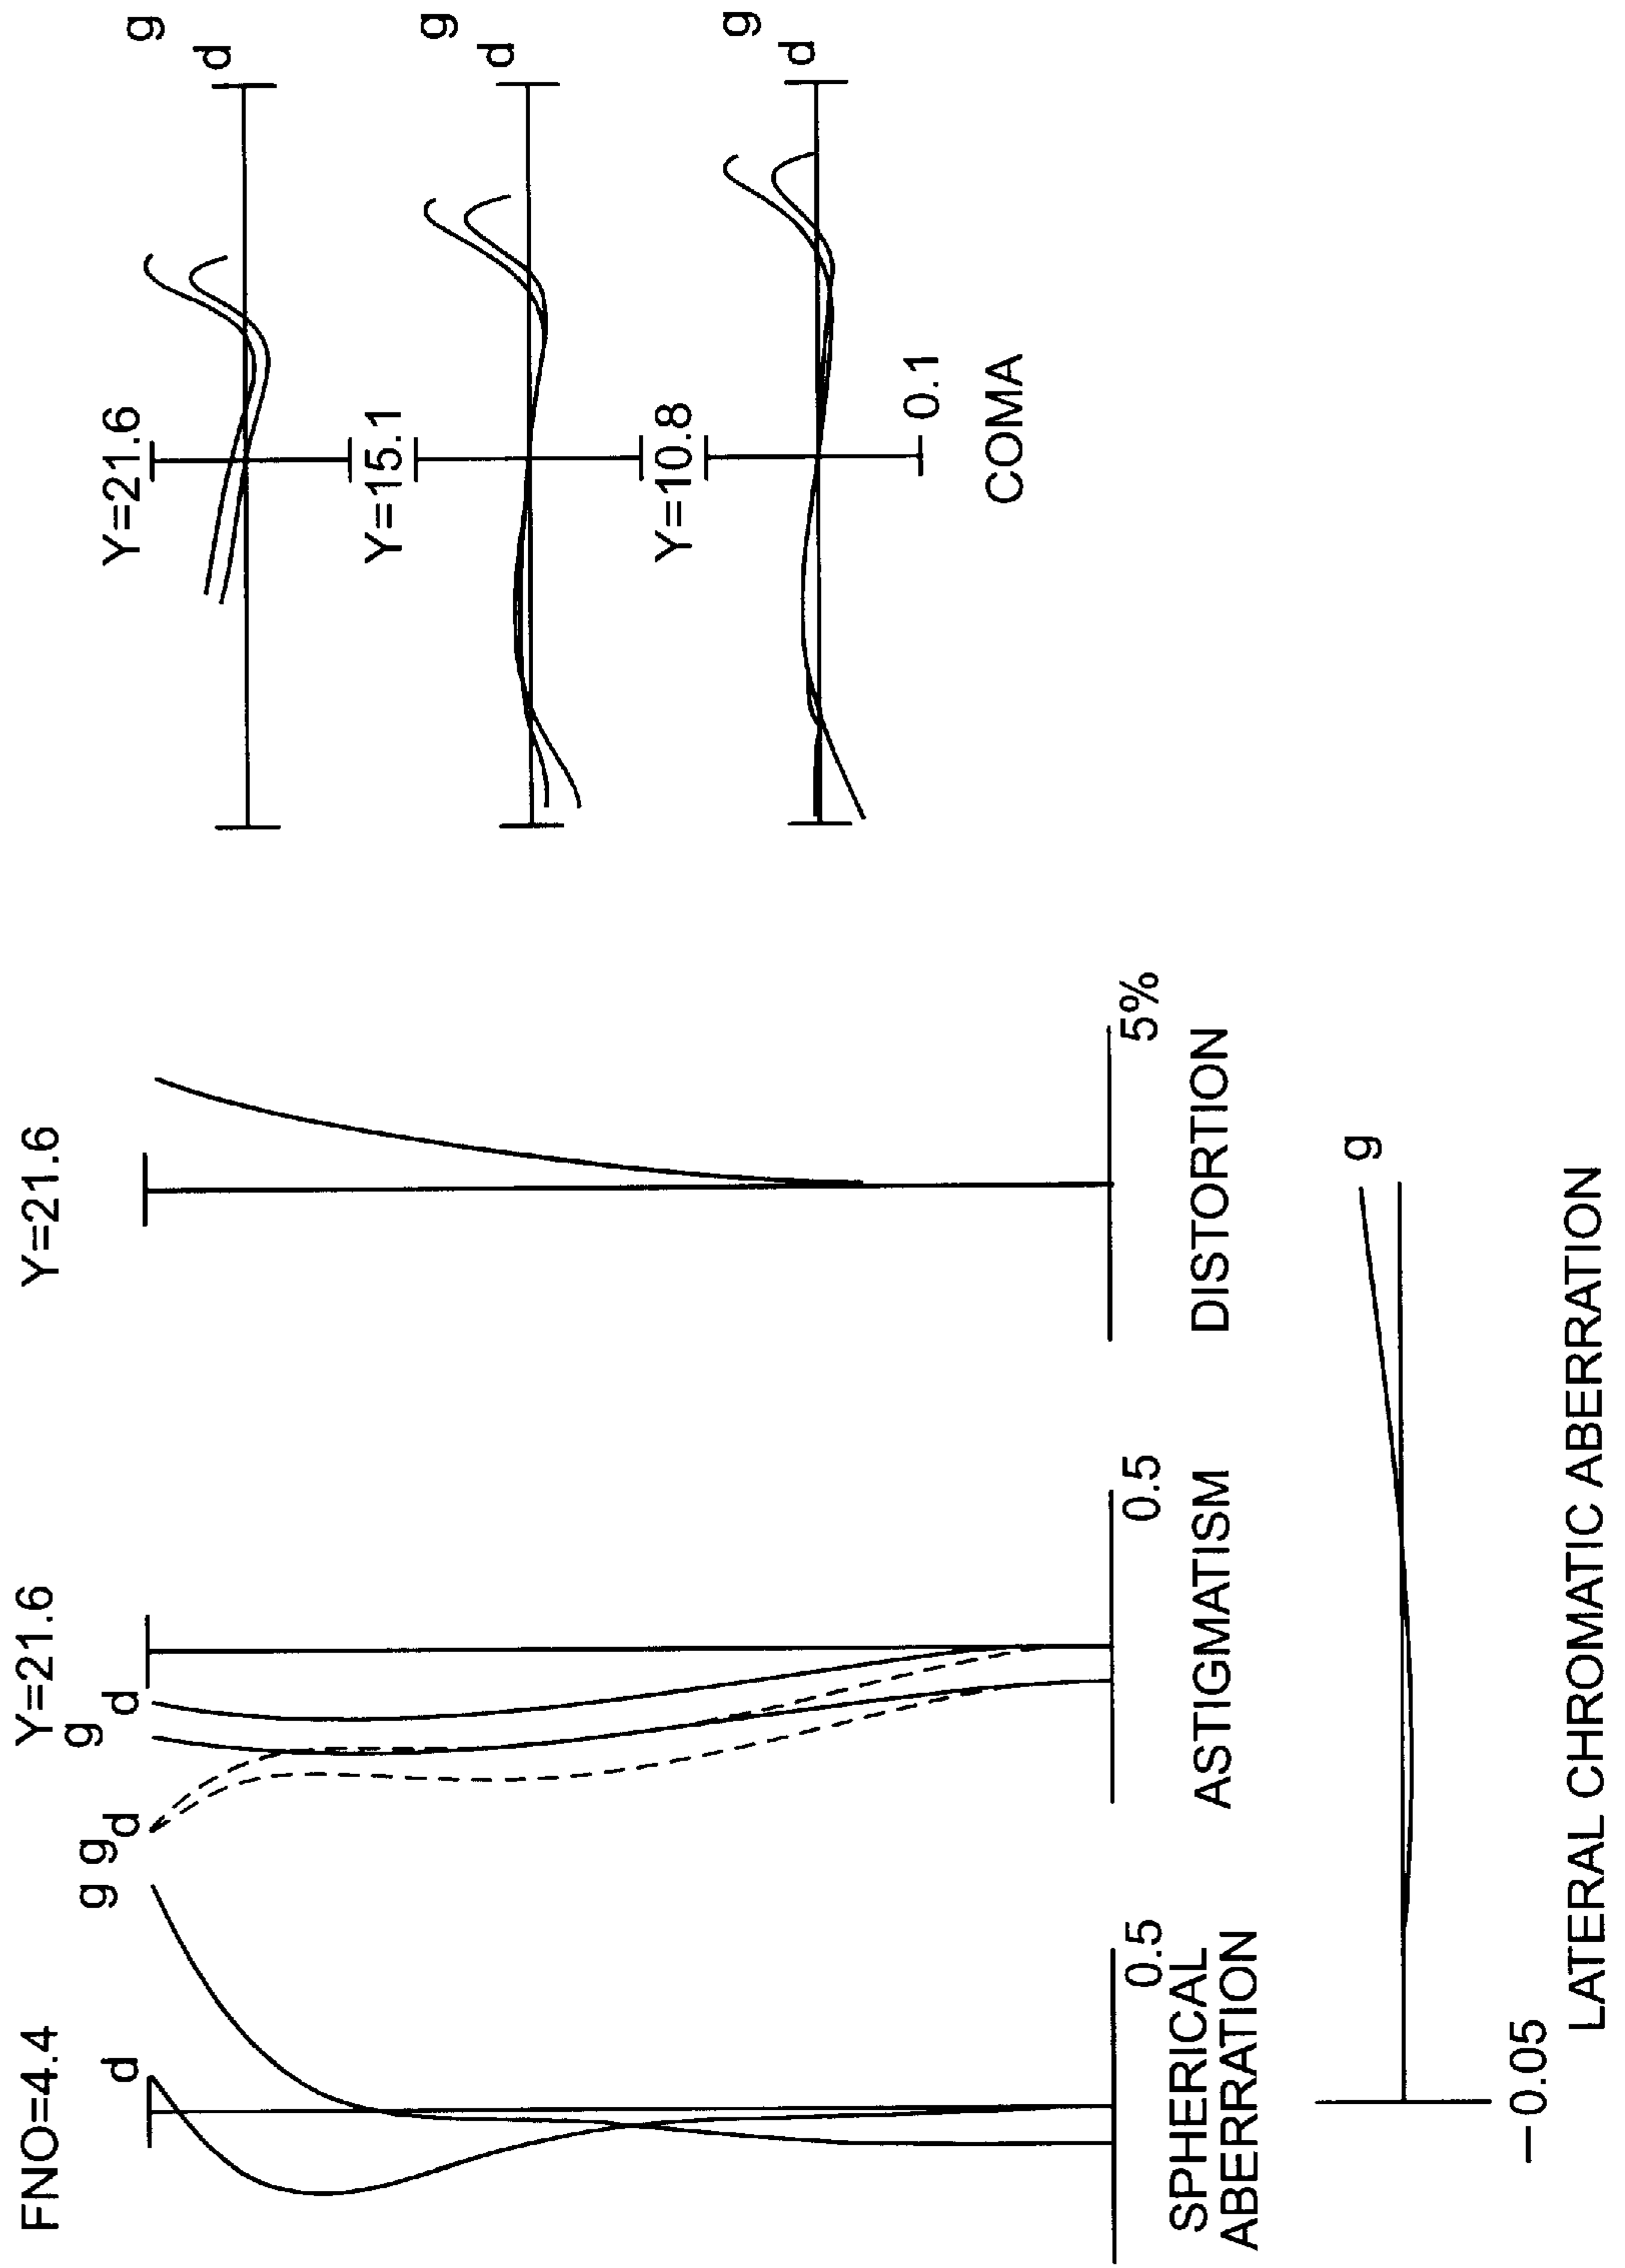 FNO=4.4
d
g
0.5
SPHERICAL
ABERRATION
Y=21.6
g
d
g
d
0.5
ASTIGMATISM
Y=21.6
5%
DISTORTION
Y=21.6
g
d
Y=15.1
g
d
Y=10.8
g
d
0.1
COMA
g
−0.05
LATERAL CHROMATIC ABERRATION